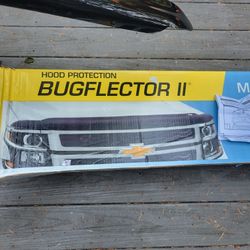 HOOD PROTECTION
BUGFLECTOR II
M